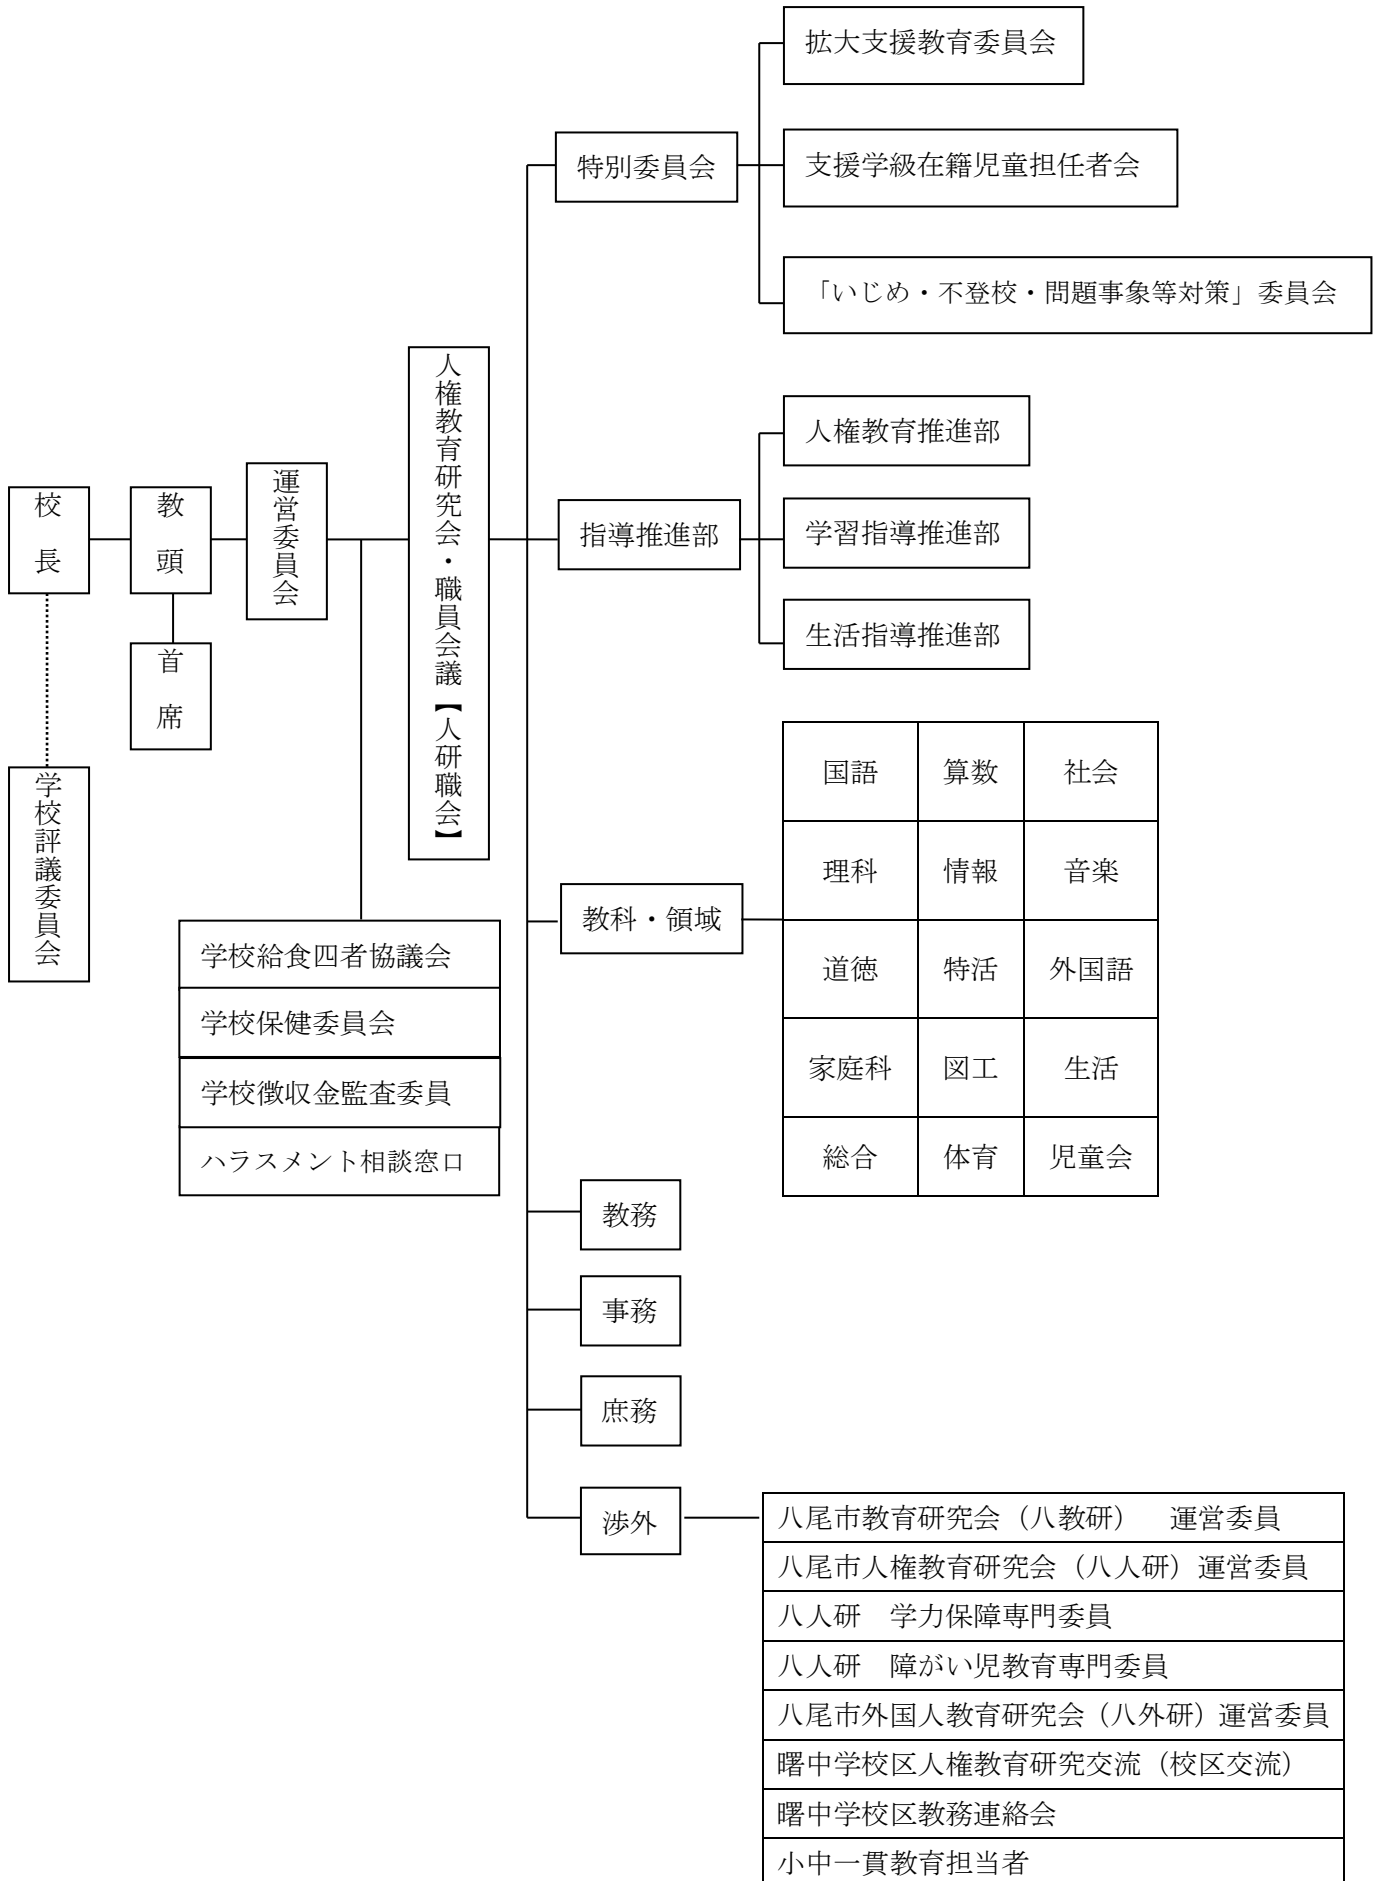 校長
教頭
首席
学校評議委員会
運営委員会
人権教育研究会・職員会議【人研職会】
学校給食四者協議会
学校保健委員会
学校徴収金監査委員
ハラスメント相談窓口
特別委員会
拡大支援教育委員会
支援学級在籍児童担任者会
「いじめ・不登校・問題事象等対策」委員会
指導推進部
人権教育推進部
学習指導推進部
生活指導推進部
教科・領域
国語 算数 社会
理科 情報 音楽
道徳 特活 外国語
家庭科 図工 生活
総合 体育 児童会
教務
事務
庶務
渉外
八尾市教育研究会（八教研）　運営委員
八尾市人権教育研究会（八人研）運営委員
八人研　学力保障専門委員
八人研　障がい児教育専門委員
八尾市外国人教育研究会（八外研）運営委員
曙中学校区人権教育研究交流（校区交流）
曙中学校区教務連絡会
小中一貫教育担当者